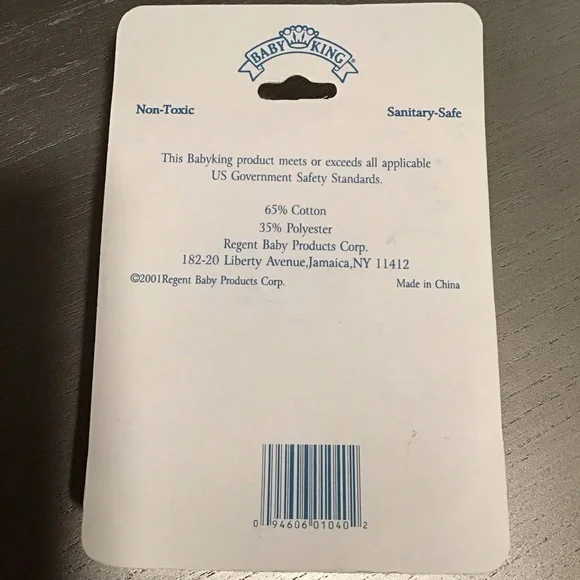 BABY KING®
Non-Toxic
Sanitary-Safe
This Babyking product meets or exceeds all applicable
US Government Safety Standards.
65% Cotton
35% Polyester
Regent Baby Products Corp.
182-20 Liberty Avenue,Jamaica,NY 11412
©2001Regent Baby Products Corp.
Made in China
0 94606 01040 2